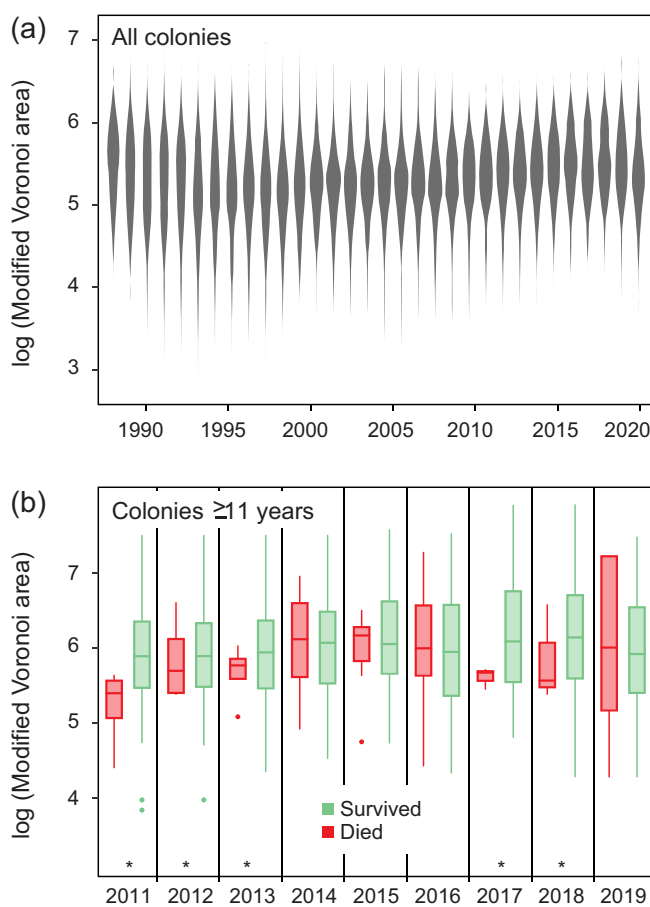 (a)
All colonies
log (Modified Voronoi area)
7
6
5
4
3
1990 1995 2000 2005 2010 2015 2020
(b)
Colonies ≥11 years
log (Modified Voronoi area)
7
6
5
4
Survived
Died
* * * * *
2011 2012 2013 2014 2015 2016 2017 2018 2019